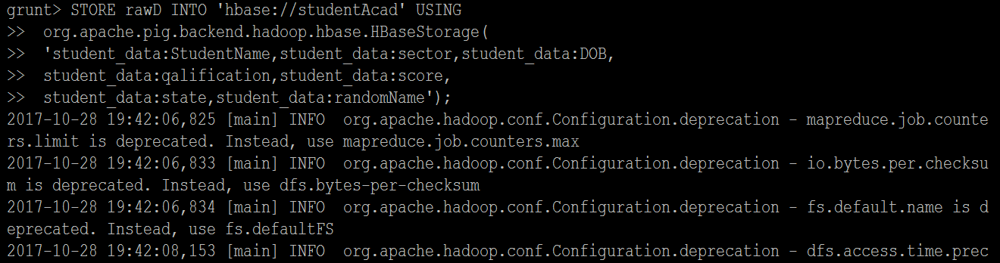 grunt> STORE rawD INTO 'hbase://studentAcad' USING
>>  org.apache.pig.backend.hadoop.hbase.HBaseStorage(
>>  'student_data:StudentName,student_data:sector,student_data:DOB,
>>  student_data:qalification,student_data:score,
>>  student_data:state,student_data:randomName');
2017-10-28 19:42:06,825 [main] INFO  org.apache.hadoop.conf.Configuration.deprecation - mapreduce.job.counte
rs.limit is deprecated. Instead, use mapreduce.job.counters.max
2017-10-28 19:42:06,833 [main] INFO  org.apache.hadoop.conf.Configuration.deprecation - io.bytes.per.checksu
m is deprecated. Instead, use dfs.bytes-per-checksum
2017-10-28 19:42:06,834 [main] INFO  org.apache.hadoop.conf.Configuration.deprecation - fs.default.name is d
eprecated. Instead, use fs.defaultFS
2017-10-28 19:42:08,153 [main] INFO  org.apache.hadoop.conf.Configuration.deprecation - dfs.access.time.prec